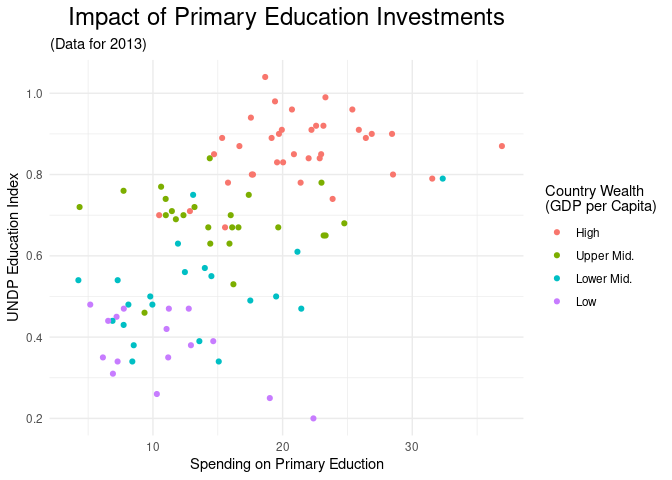 Impact of Primary Education Investments
(Data for 2013)
1.0
0.8
0.6
0.4
0.2
UNDP Education Index
10 20 30
Spending on Primary Eduction
Country Wealth
(GDP per Capita)
High
Upper Mid.
Lower Mid.
Low